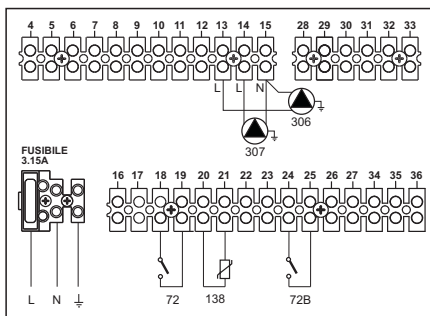 4 5 6 7 8 9 10 11 12 13 14 15 28 29 30 31 32 33
L L N
306
307
FUSIBILE
3.15A
16 17 18 19 20 21 22 23 24 25 26 27 34 35 36
L N
72 138 72B